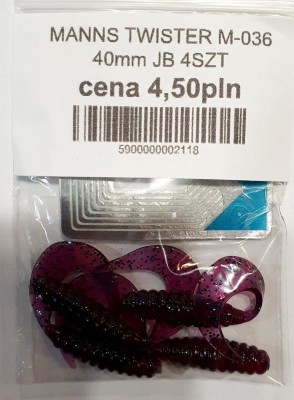 MANNS TWISTER M-036
40mm JB 4SZT
cena 4,50pln
5900000002118